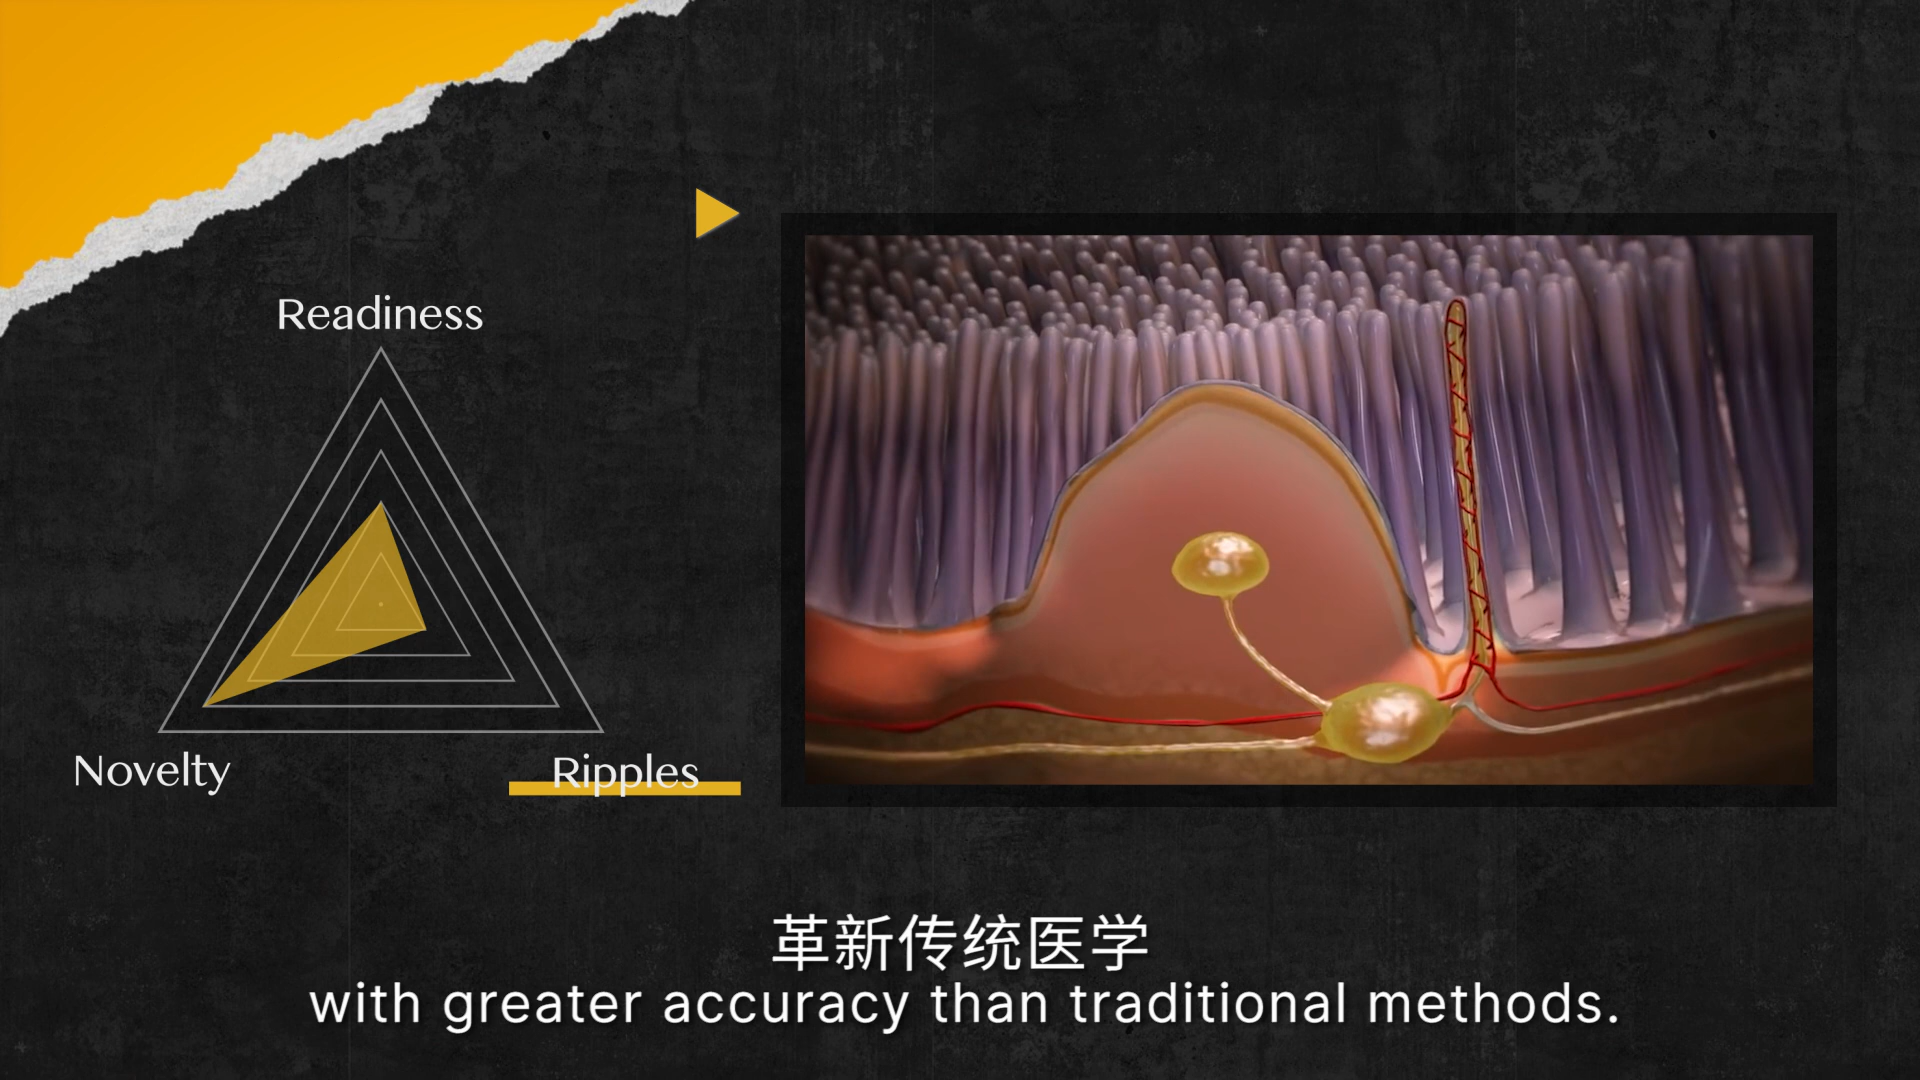 Readiness
Novelty
Ripples
革新传统医学
with greater accuracy than traditional methods.